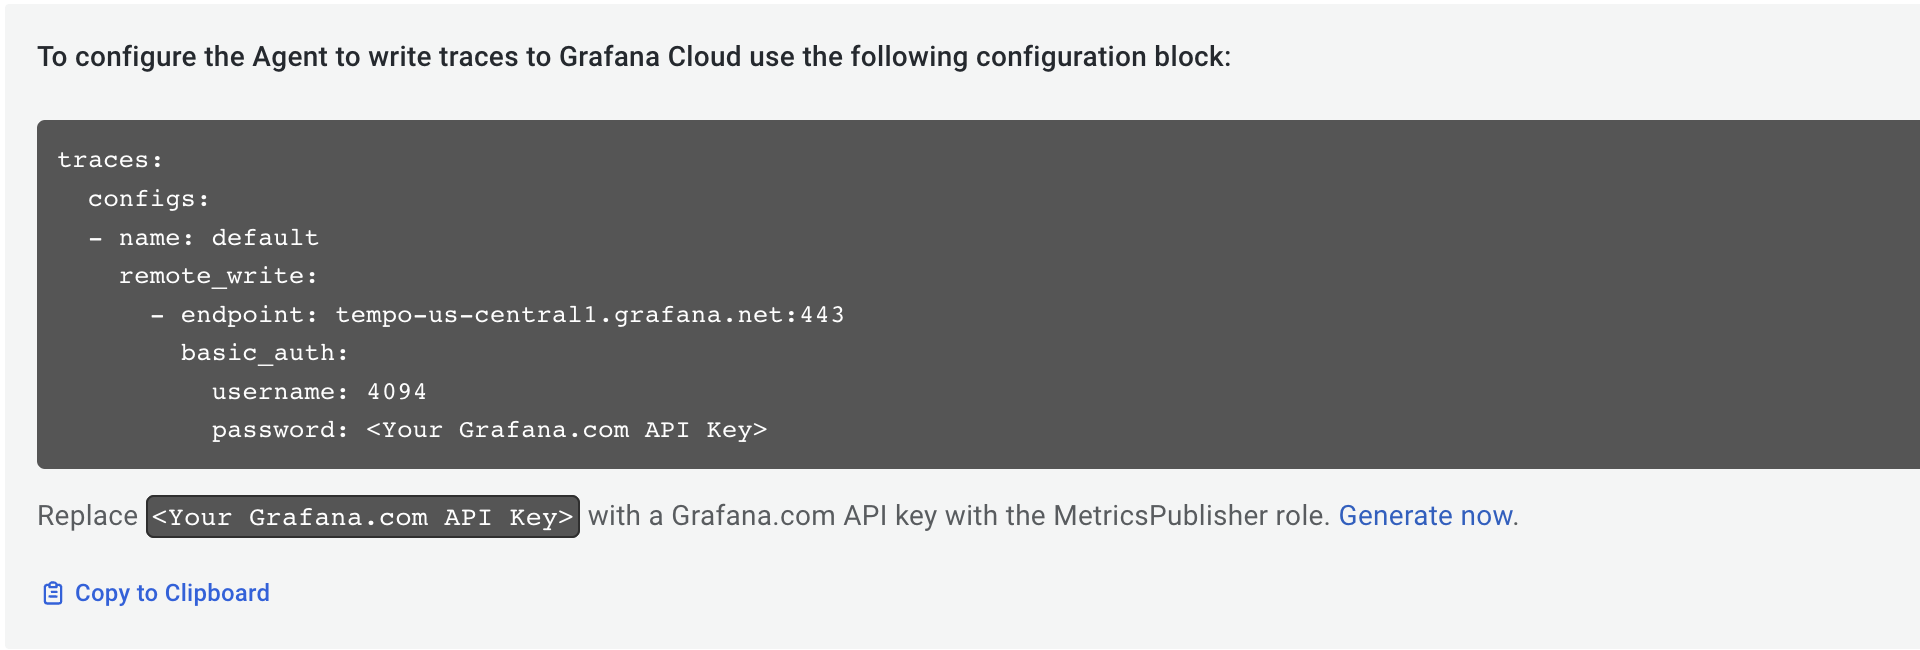 To configure the Agent to write traces to Grafana Cloud use the following configuration block:
traces:
  configs:
  - name: default
    remote_write:
      - endpoint: tempo-us-central1.grafana.net:443
        basic_auth:
          username: 4094
          password: <Your Grafana.com API Key>
Replace <Your Grafana.com API Key> with a Grafana.com API key with the MetricsPublisher role. Generate now.
Copy to Clipboard